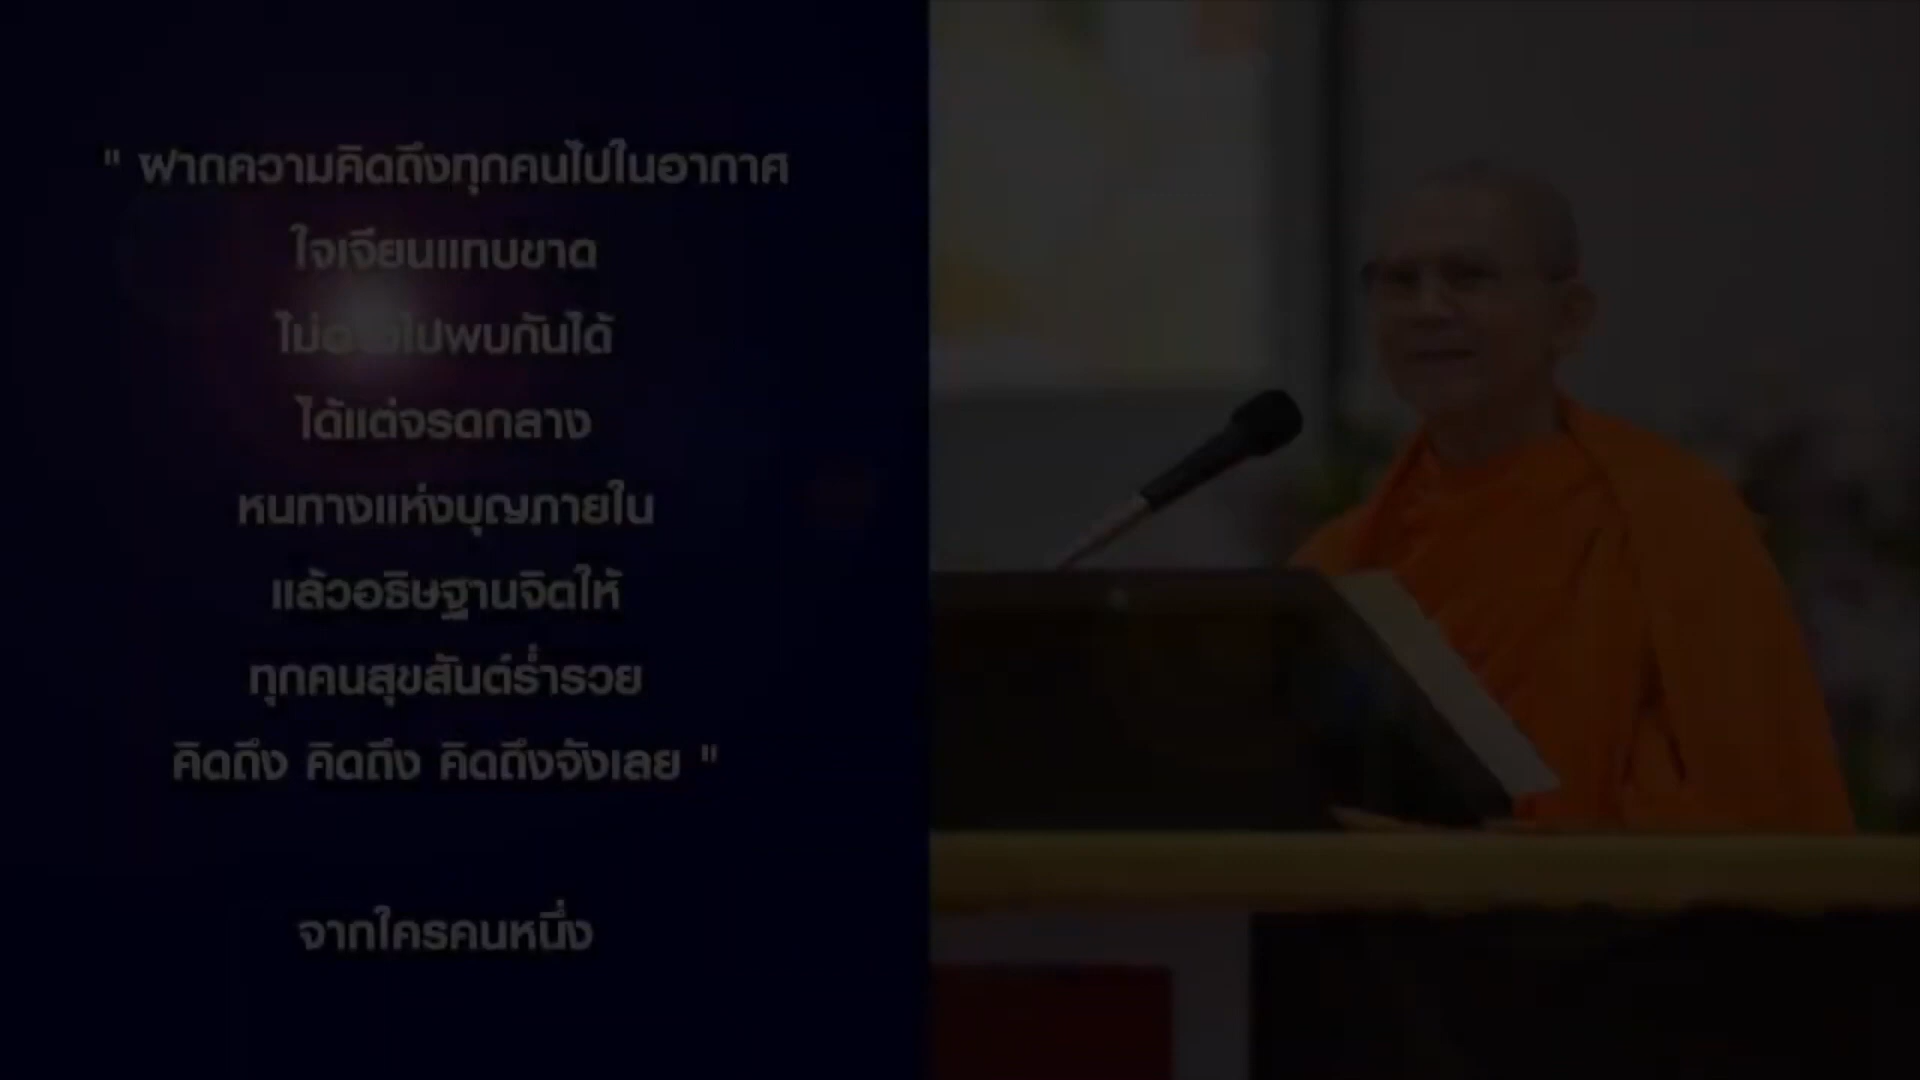 " ฝากความคิดถึงทุกคนไปในอากาศ
ใจเจียนแทบขาด
ไปพบกันได้
ได้แต่จรดกลาง
หนทางแห่งบุญภายใน
แล้วอธิษฐานจิตให้
ทุกคนสุขสันต์ร่ำรวย
คิดถึง คิดถึง คิดถึงจังเลย "
จากใครคนหนึ่ง